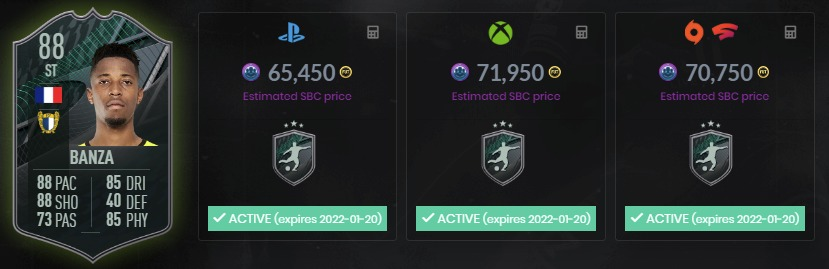 88
ST
BANZA
88 PAC 85 DRI
88 SHO 40 DEF
73 PAS 85 PHY
65,450
Estimated SBC price
ACTIVE (expires 2022-01-20)
71,950
Estimated SBC price
ACTIVE (expires 2022-01-20)
70,750
Estimated SBC price
ACTIVE (expires 2022-01-20)